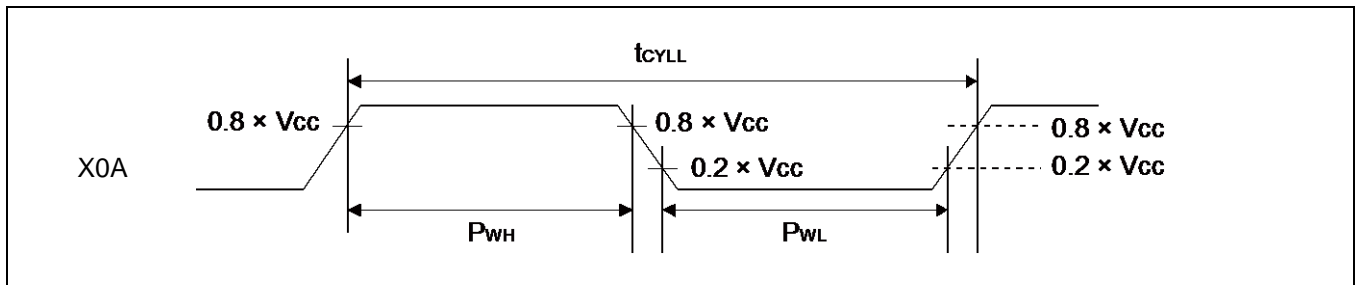 tCYLL
0.8 × Vcc
0.8 × Vcc
0.8 × Vcc
X0A
0.2 × Vcc
0.2 × Vcc
PWH
PWL